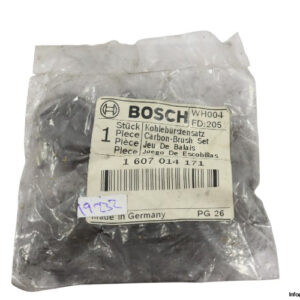 BOSCH
WH004
FD:205
1
Stück Kohlebürstensatz
Piece Carbon-Brush Set
Pièce Jeu De Balais
Piece Juego De Escobillas
1 607 014 171
Made in Germany
PG 26